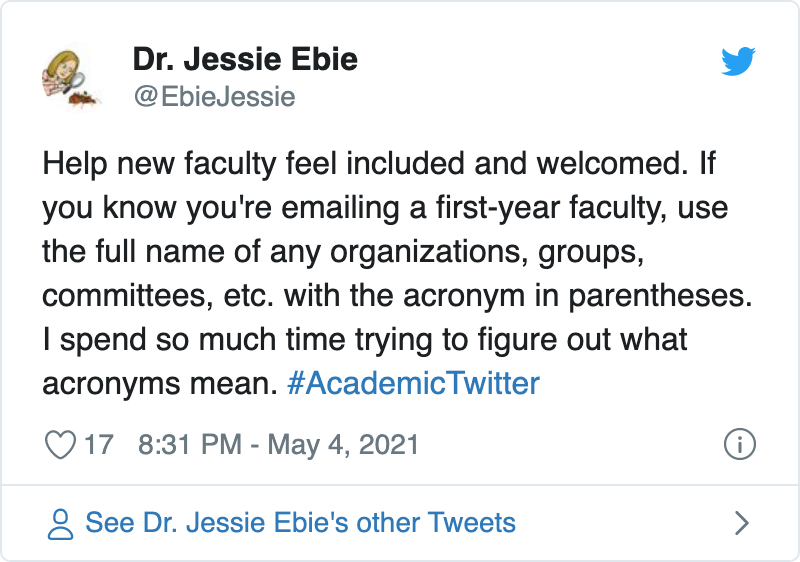 Dr. Jessie Ebie
@EbieJessie
Help new faculty feel included and welcomed. If
you know you're emailing a first-year faculty, use
the full name of any organizations, groups,
committees, etc. with the acronym in parentheses.
I spend so much time trying to figure out what
acronyms mean. #AcademicTwitter
17 8:31 PM - May 4, 2021
See Dr. Jessie Ebie's other Tweets